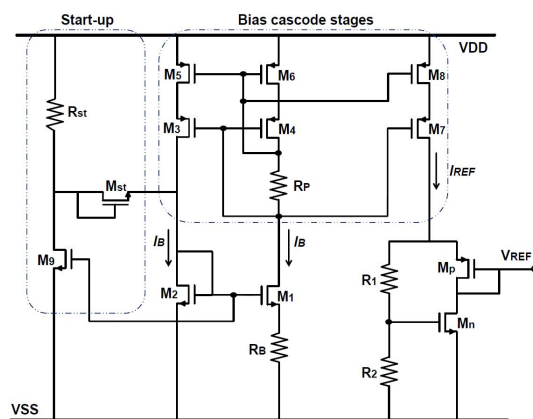 Start-up
Bias cascode stages
VDD
M5
M6
M8
Rst
M3
M4
M7
Mst
RP
IREF
M9
IB
IB
R1
Mp
VREF
M2
M1
Mn
RB
R2
VSS